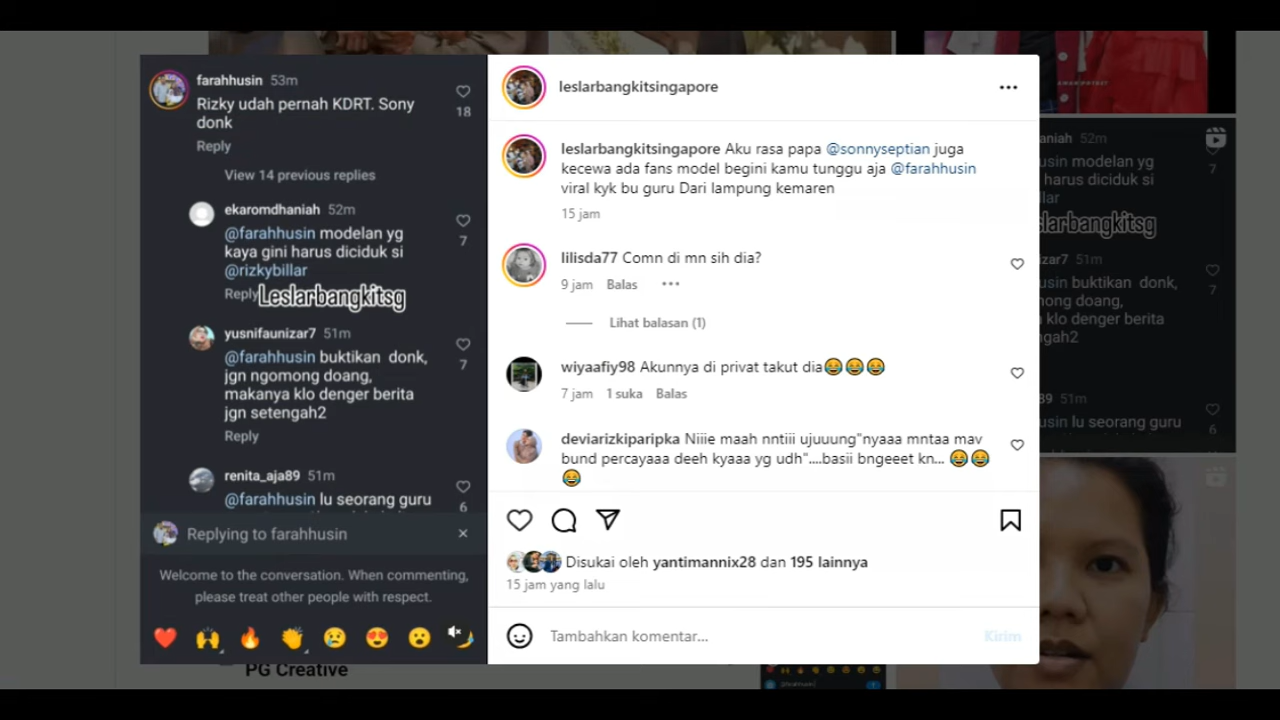 farahhusin 53m
Rizky udah pernah KDRT. Sony
donk
18
Reply
View 14 previous replies
ekaromdhaniah 52m
@farahhusin modelan yg
kaya gini harus diciduk si
@rizkybillar
7
Reply
Leslarbangkitsg
yusnifaunizar7 51m
@farahhusin buktikan donk,
jgn ngomong doang,
makanya klo denger berita
jgn setengah2
7
Reply
renita_aja89 51m
@farahhusin lu seorang guru
6
Replying to farahhusin
Welcome to the conversation. When commenting,
please treat other people with respect.
leslarbangkitsingapore
leslarbangkitsingapore Aku rasa papa @sonnyseptian juga
kecewa ada fans model begini kamu tunggu aja @farahhusin
viral kyk bu guru Dari lampung kemaren
15 jam
lilisda77 Comn di mn sih dia?
9 jam Balas
Lihat balasan (1)
wiyaafiy98 Akunnya di privat takut dia😂😂😂
7 jam 1 suka Balas
deviarizkiparipka Niiie maah nntiii ujuuung"nyaaa mntaa mav
bund percayaaa deeh kyaaa yg udh"....basii bngeeet kn... 😂😂
😂
Disukai oleh yantimannix28 dan 195 lainnya
15 jam yang lalu
Tambahkan komentar...
Kirim
haniah 52m
usin modelan yg
i harus diciduk si
llar
7
slarbangkitsg
izar7 51m
usin buktikan donk,
mong doang,
klo denger berita
ngah2
7
89 51m
usin lu seorang guru
6
PG Creative